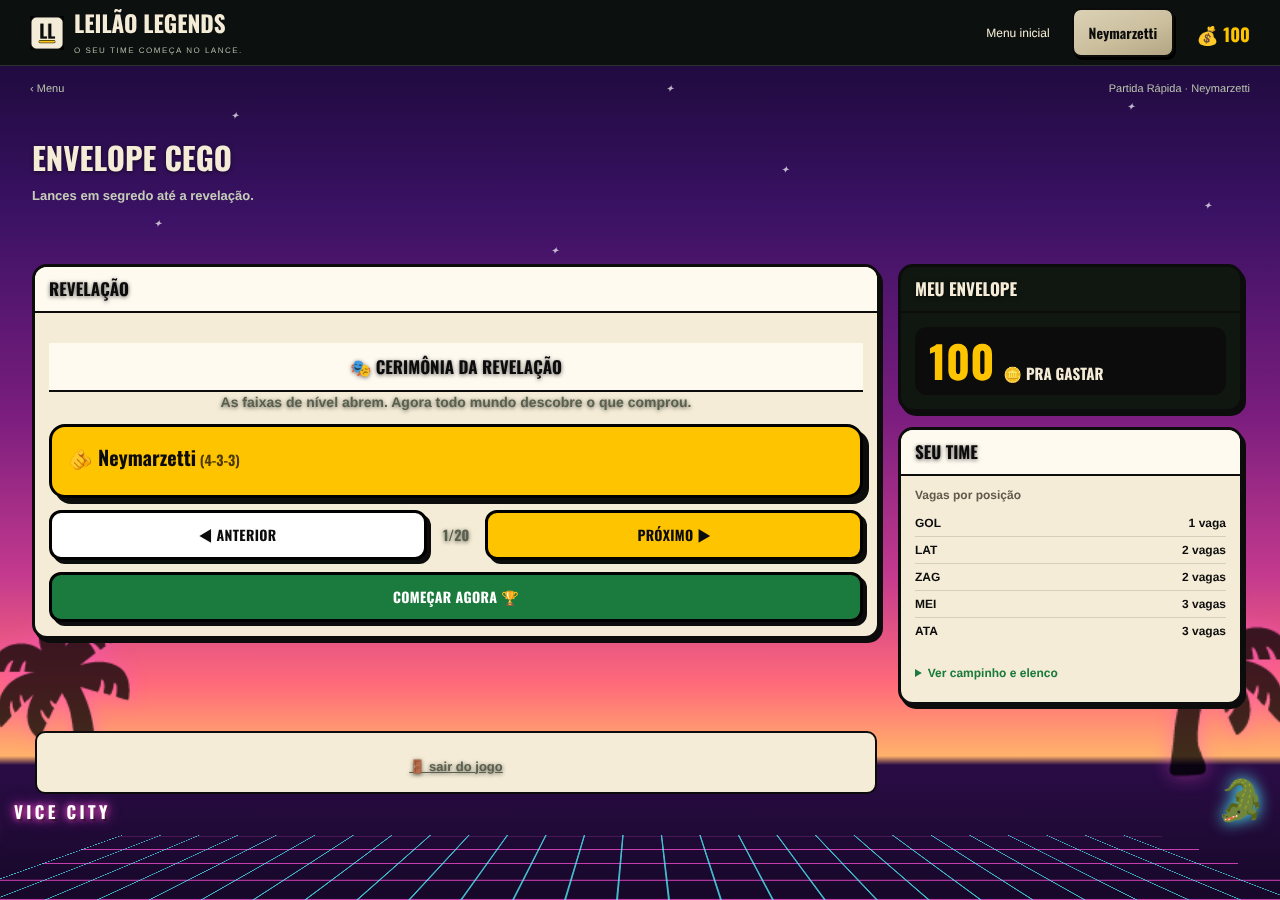 LL
LEILÃO LEGENDS
O SEU TIME COMEÇA NO LANCE.
Menu inicial
Neymarzetti
💰 100
‹ Menu
Partida Rápida · Neymarzetti
ENVELOPE CEGO
Lances em segredo até a revelação.
REVELAÇÃO
🎭 CERIMÔNIA DA REVELAÇÃO
As faixas de nível abrem. Agora todo mundo descobre o que comprou.
🫵 Neymarzetti (4-3-3)
◀ ANTERIOR
1/20
PRÓXIMO ▶
COMEÇAR AGORA 🏆
MEU ENVELOPE
100 🪙 PRA GASTAR
SEU TIME
Vagas por posição
GOL 1 vaga
LAT 2 vagas
ZAG 2 vagas
MEI 3 vagas
ATA 3 vagas
▶ Ver campinho e elenco
🚪 sair do jogo
VICE CITY